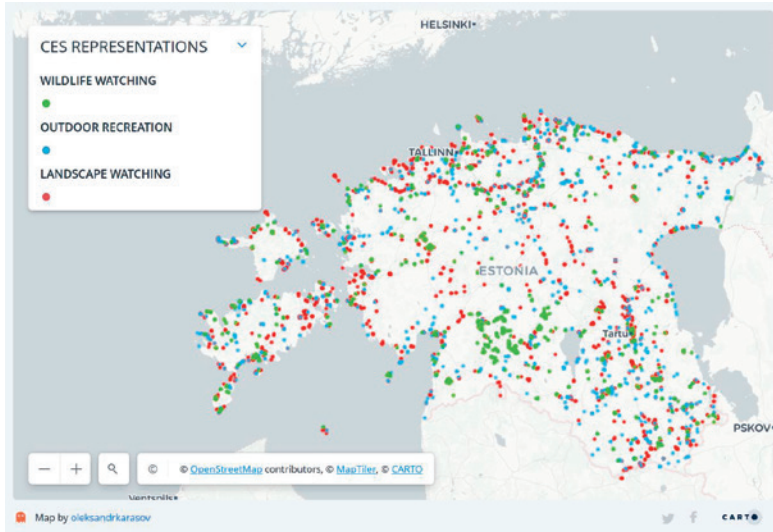 HELSINKI
CES REPRESENTATIONS
WILDLIFE WATCHING
OUTDOOR RECREATION
LANDSCAPE WATCHING
TALLINN
ESTONIA
Tartu
PSKOV
© © OpenStreetMap contributors, © MapTiler, © CARTO
Ventspils
Map by oleksandrkarasov
CARTO